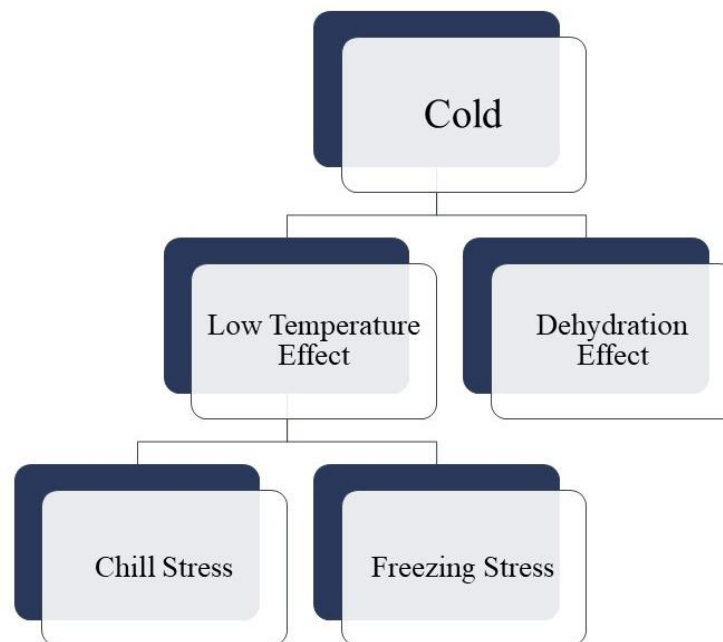 Cold
Low Temperature
Effect
Dehydration
Effect
Chill Stress
Freezing Stress